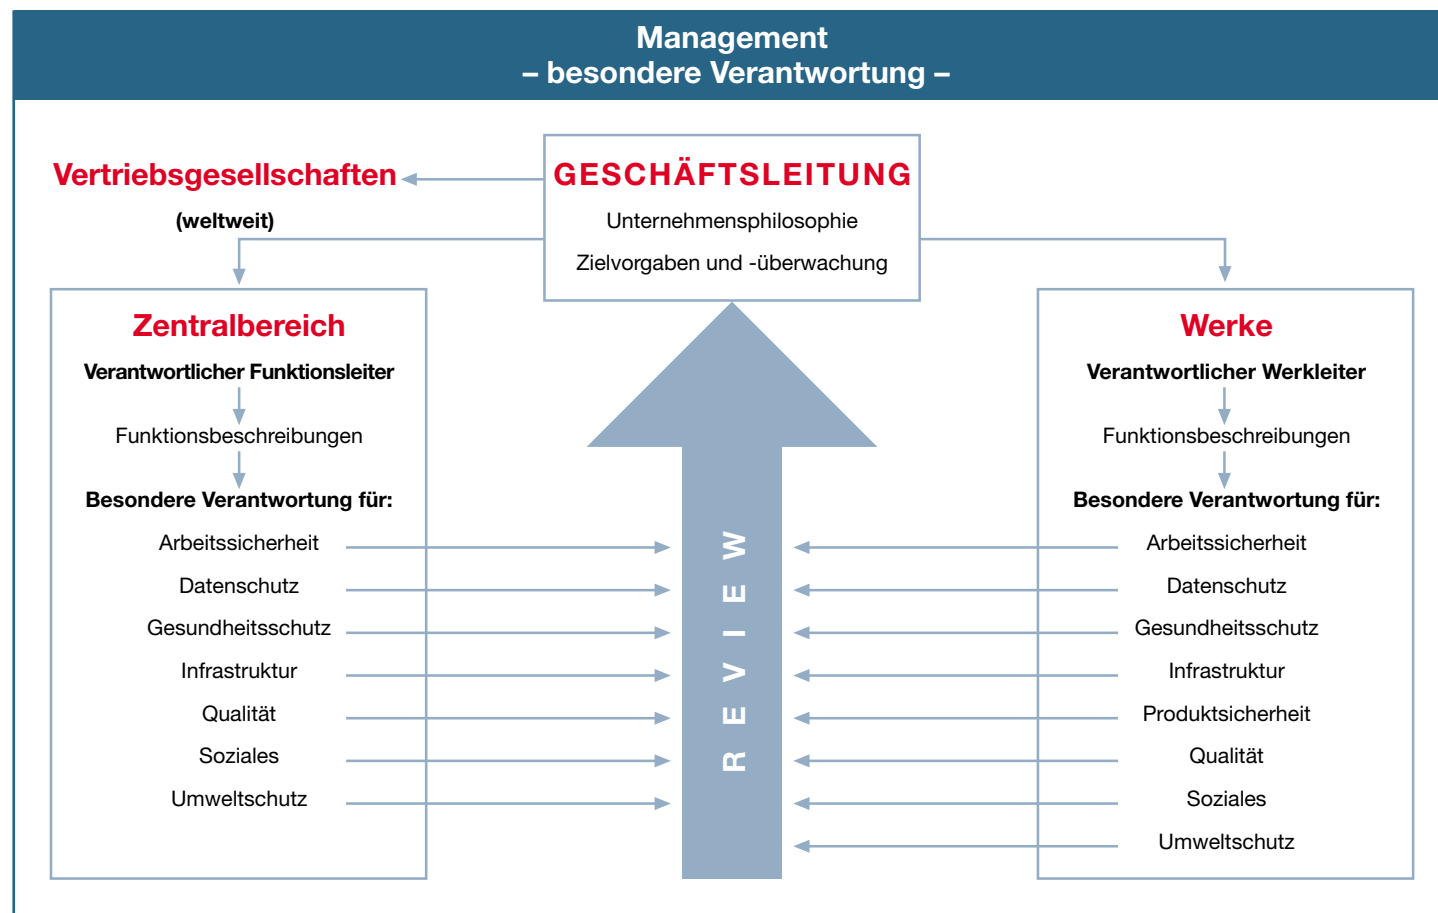 Management
– besondere Verantwortung –
Vertriebsgesellschaften
(weltweit)
GESCHÄFTSLEITUNG
Unternehmensphilosophie
Zielvorgaben und -überwachung
Zentralbereich
Verantwortlicher Funktionsleiter
Funktionsbeschreibungen
Besondere Verantwortung für:
Arbeitssicherheit
Datenschutz
Gesundheitsschutz
Infrastruktur
Qualität
Soziales
Umweltschutz
REVIEW
Werke
Verantwortlicher Werkleiter
Funktionsbeschreibungen
Besondere Verantwortung für:
Arbeitssicherheit
Datenschutz
Gesundheitsschutz
Infrastruktur
Produktsicherheit
Qualität
Soziales
Umweltschutz